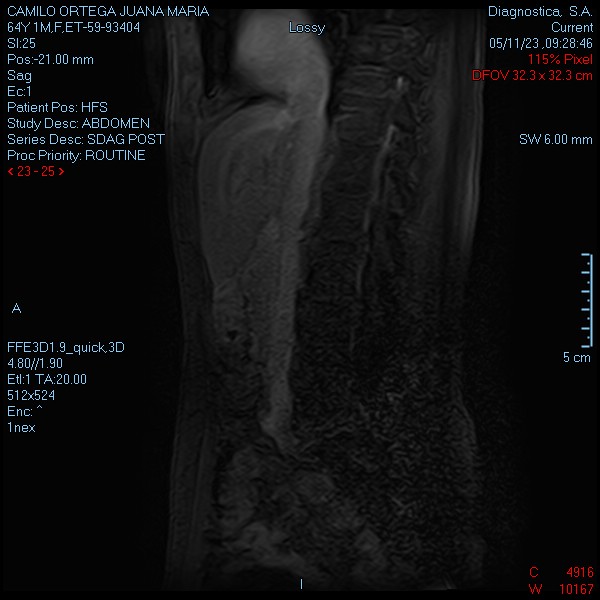 CAMILO ORTEGA JUANA MARIA
64Y 1M,F,ET-59-93404
Sl:25
Pos:-21.00 mm
Sag
Ec:1
Patient Pos: HFS
Study Desc: ABDOMEN
Series Desc: SDAG POST
Proc Priority: ROUTINE
< 23 - 25 >
Lossy
Diagnostica, S.A.
Current
05/11/23 ,09:28:46
115% Pixel
DFOV 32.3 x 32.3 cm
SW 6.00 mm
A
5 cm
FFE3D1.9_quick,3D
4.80//1.90
Etl:1 TA:20.00
512x524
Enc: ^
1nex
I
C 4916
W 10167